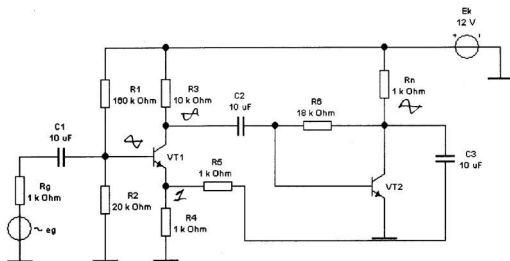 Ek
12 V
R1
160 k Ohm
R3
10 k Ohm
C2
10 uF
R6
18 k Ohm
Rn
1 k Ohm
C1
10 uF
VT1
R5
1 k Ohm
C3
10 uF
VT2
Rg
1 k Ohm
R2
20 k Ohm
1
R4
1 k Ohm
~ eg